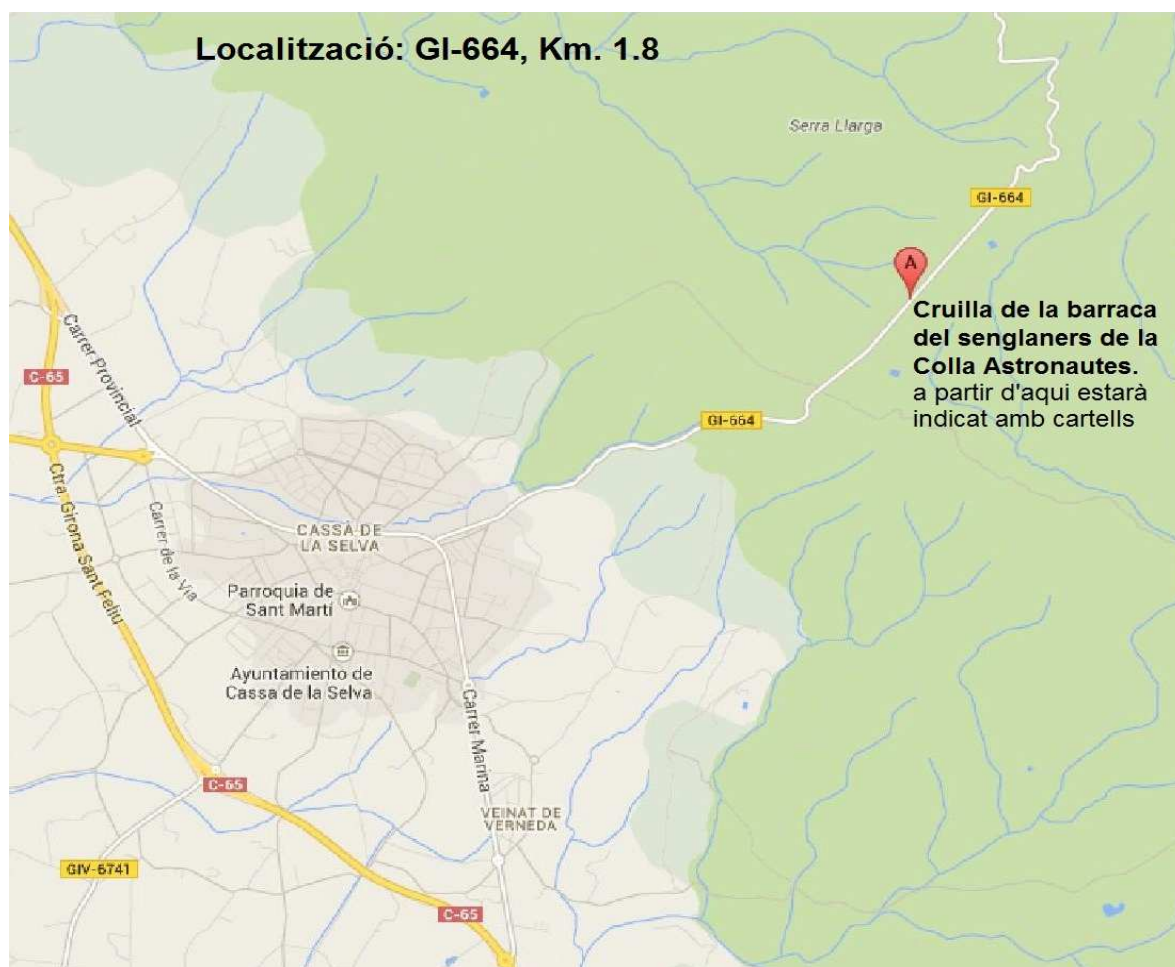 Localització: GI-664, Km. 1.8
Serra Llarga
GI-664
A
Cruilla de la barraca
del senglaners de la
Colla Astronautes.
a partir d'aqui estarà
indicat amb cartells
Carrer Provincial
C-65
GI-664
Ctra. Girona Sant Feliu
Carrer de la Via
CASSÀ DE
LA SELVA
Parroquia de
Sant Martí
Ayuntamiento de
Cassa de la Selva
Carrer Marina
C-65
VEINAT DE
VERNEDA
GIV-6741
C-65